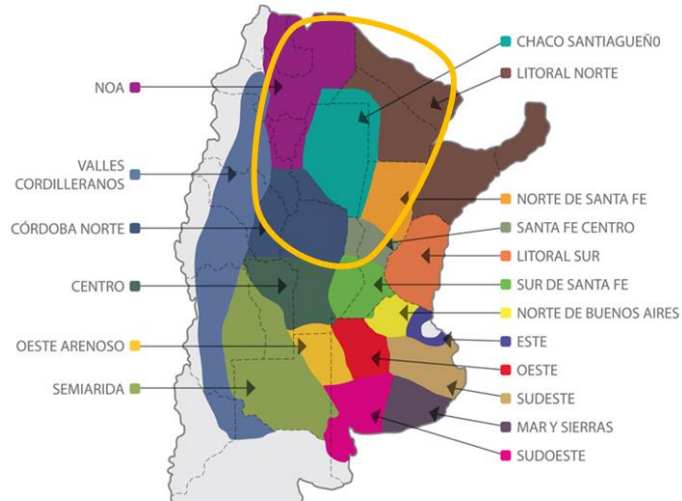 NOA
VALLES
CORDILLERANOS
CÓRDOBA NORTE
CENTRO
OESTE ARENOSO
SEMIARIDA
CHACO SANTIAGUEÑ0
LITORAL NORTE
NORTE DE SANTA FE
SANTA FE CENTRO
LITORAL SUR
SUR DE SANTA FE
NORTE DE BUENOS AIRES
ESTE
OESTE
SUDESTE
MAR Y SIERRAS
SUDOESTE